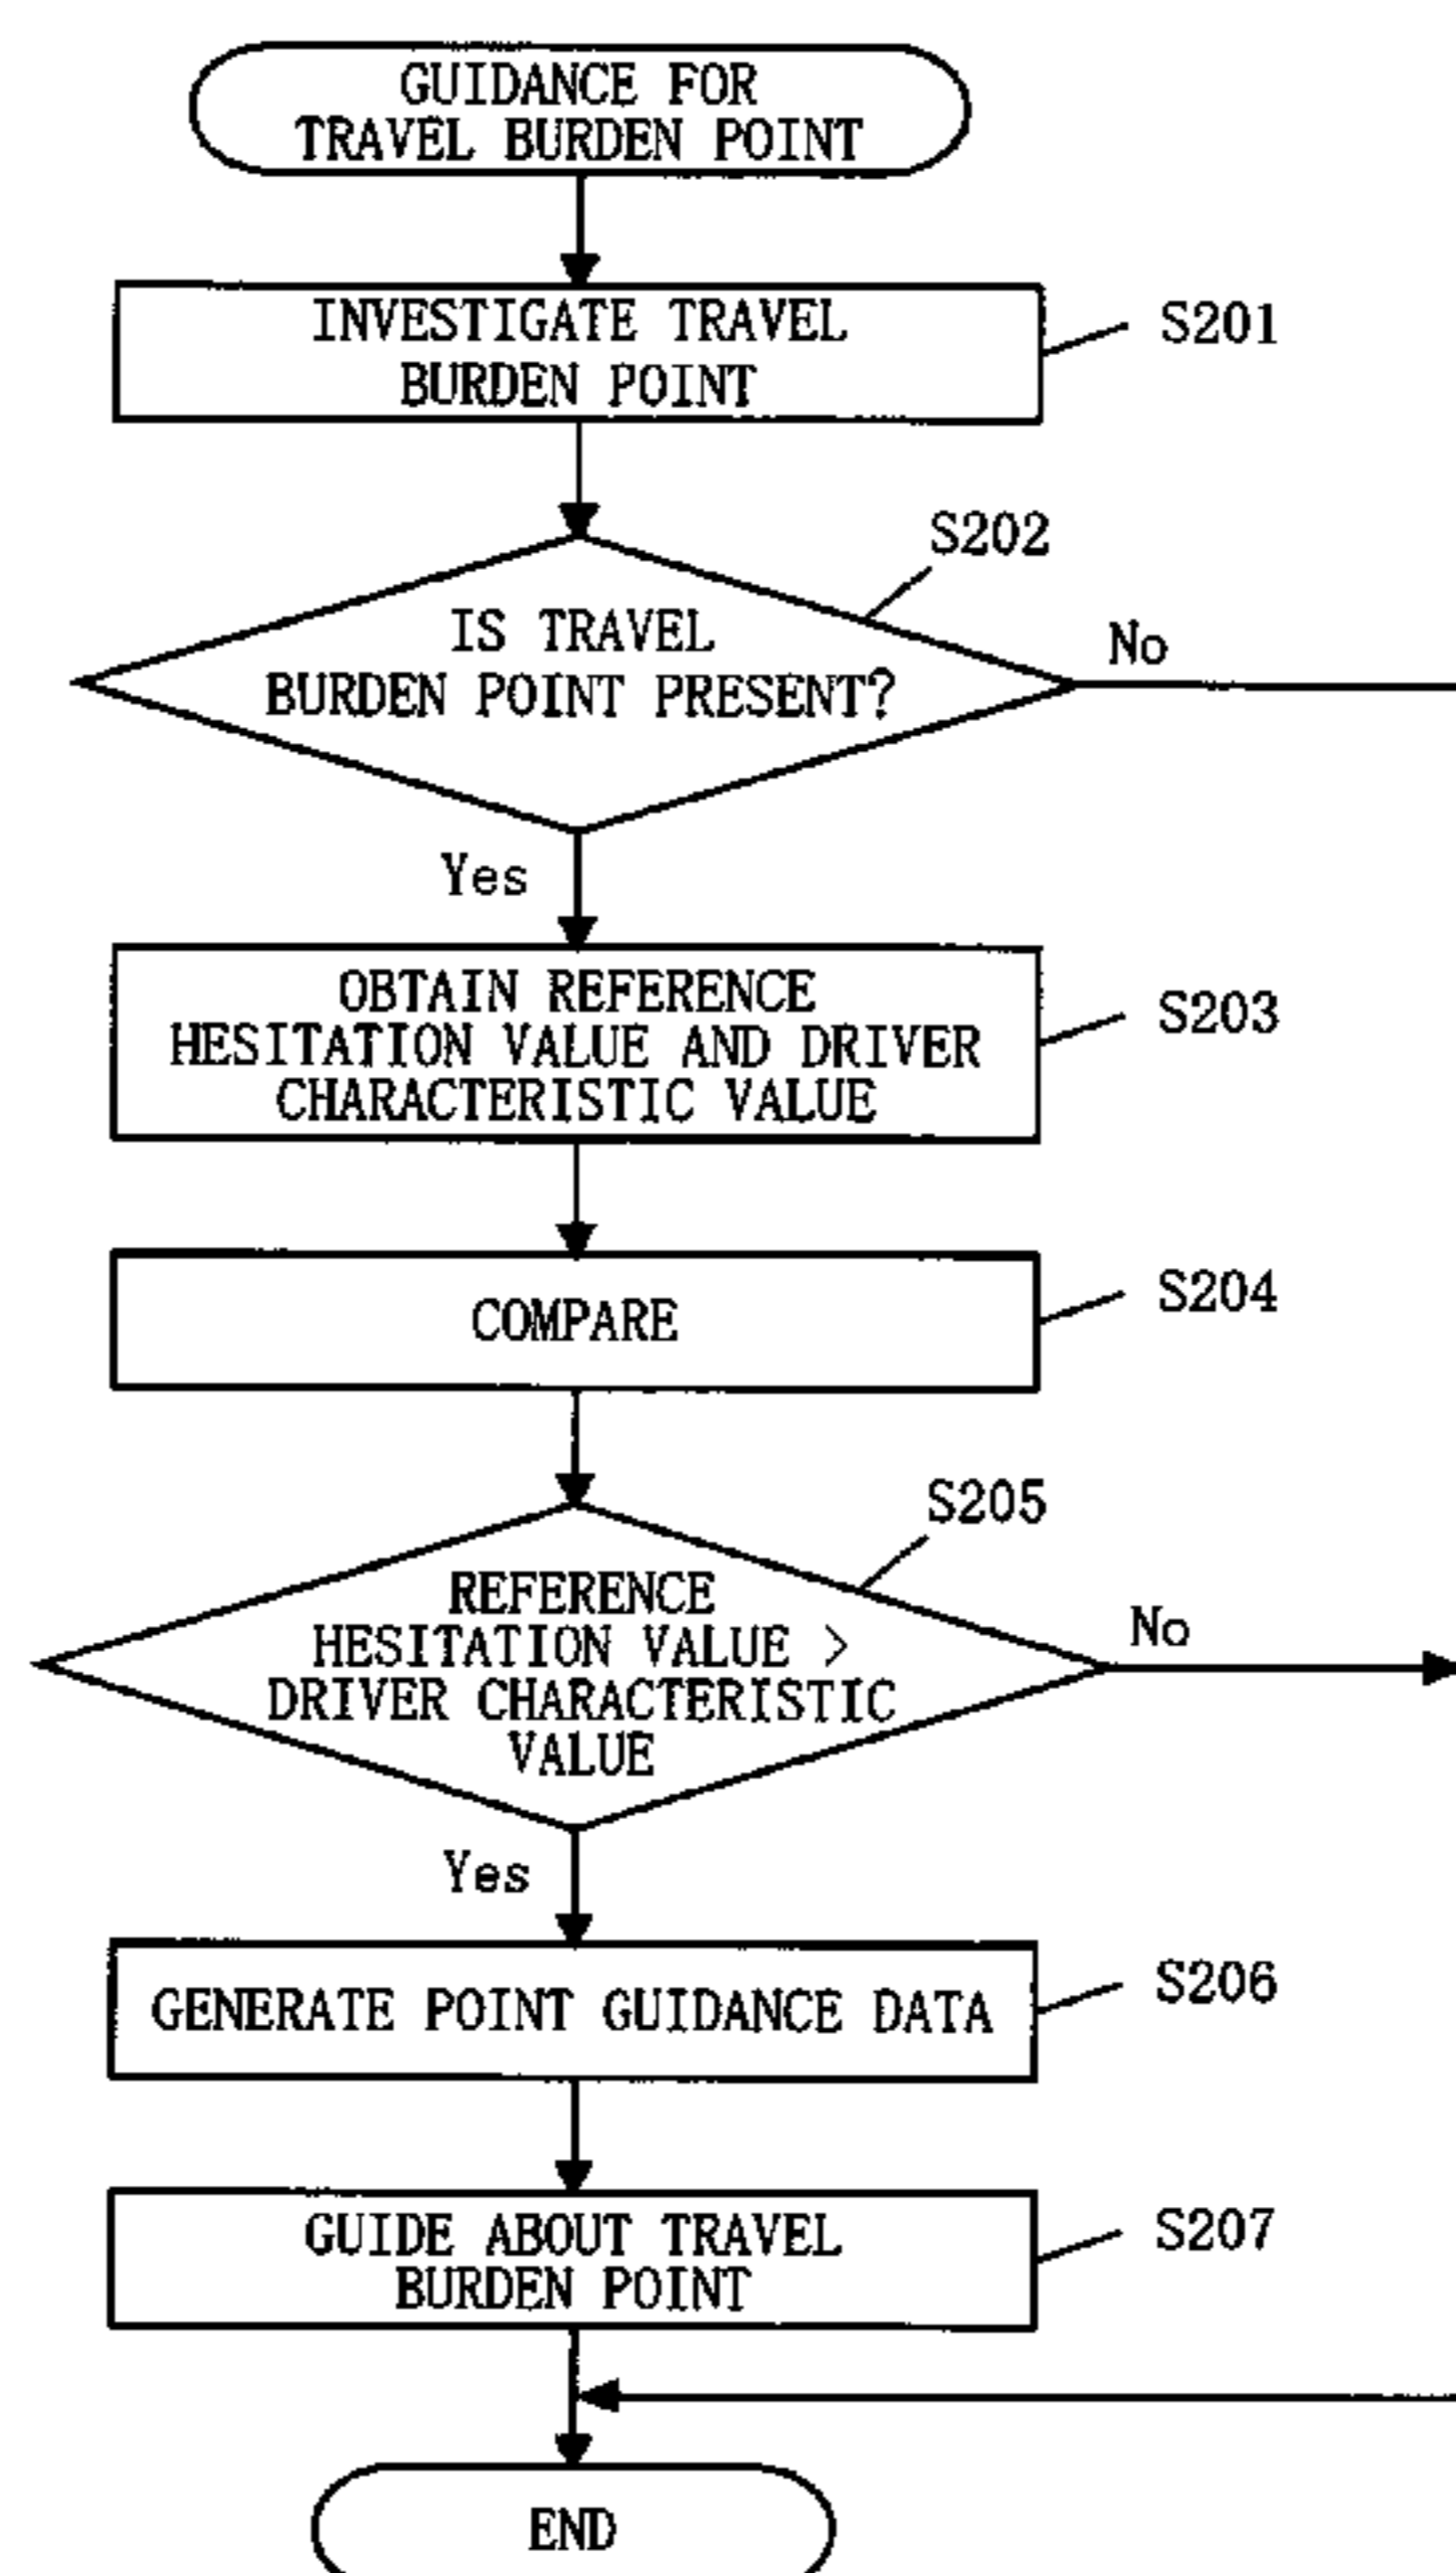 GUIDANCE FOR
TRAVEL BURDEN POINT
INVESTIGATE TRAVEL
BURDEN POINT
S201
S202
IS TRAVEL
BURDEN POINT PRESENT?
No
Yes
OBTAIN REFERENCE
HESITATION VALUE AND DRIVER
CHARACTERISTIC VALUE
S203
COMPARE
S204
S205
REFERENCE
HESITATION VALUE >
DRIVER CHARACTERISTIC
VALUE
No
Yes
GENERATE POINT GUIDANCE DATA
S206
GUIDE ABOUT TRAVEL
BURDEN POINT
S207
END